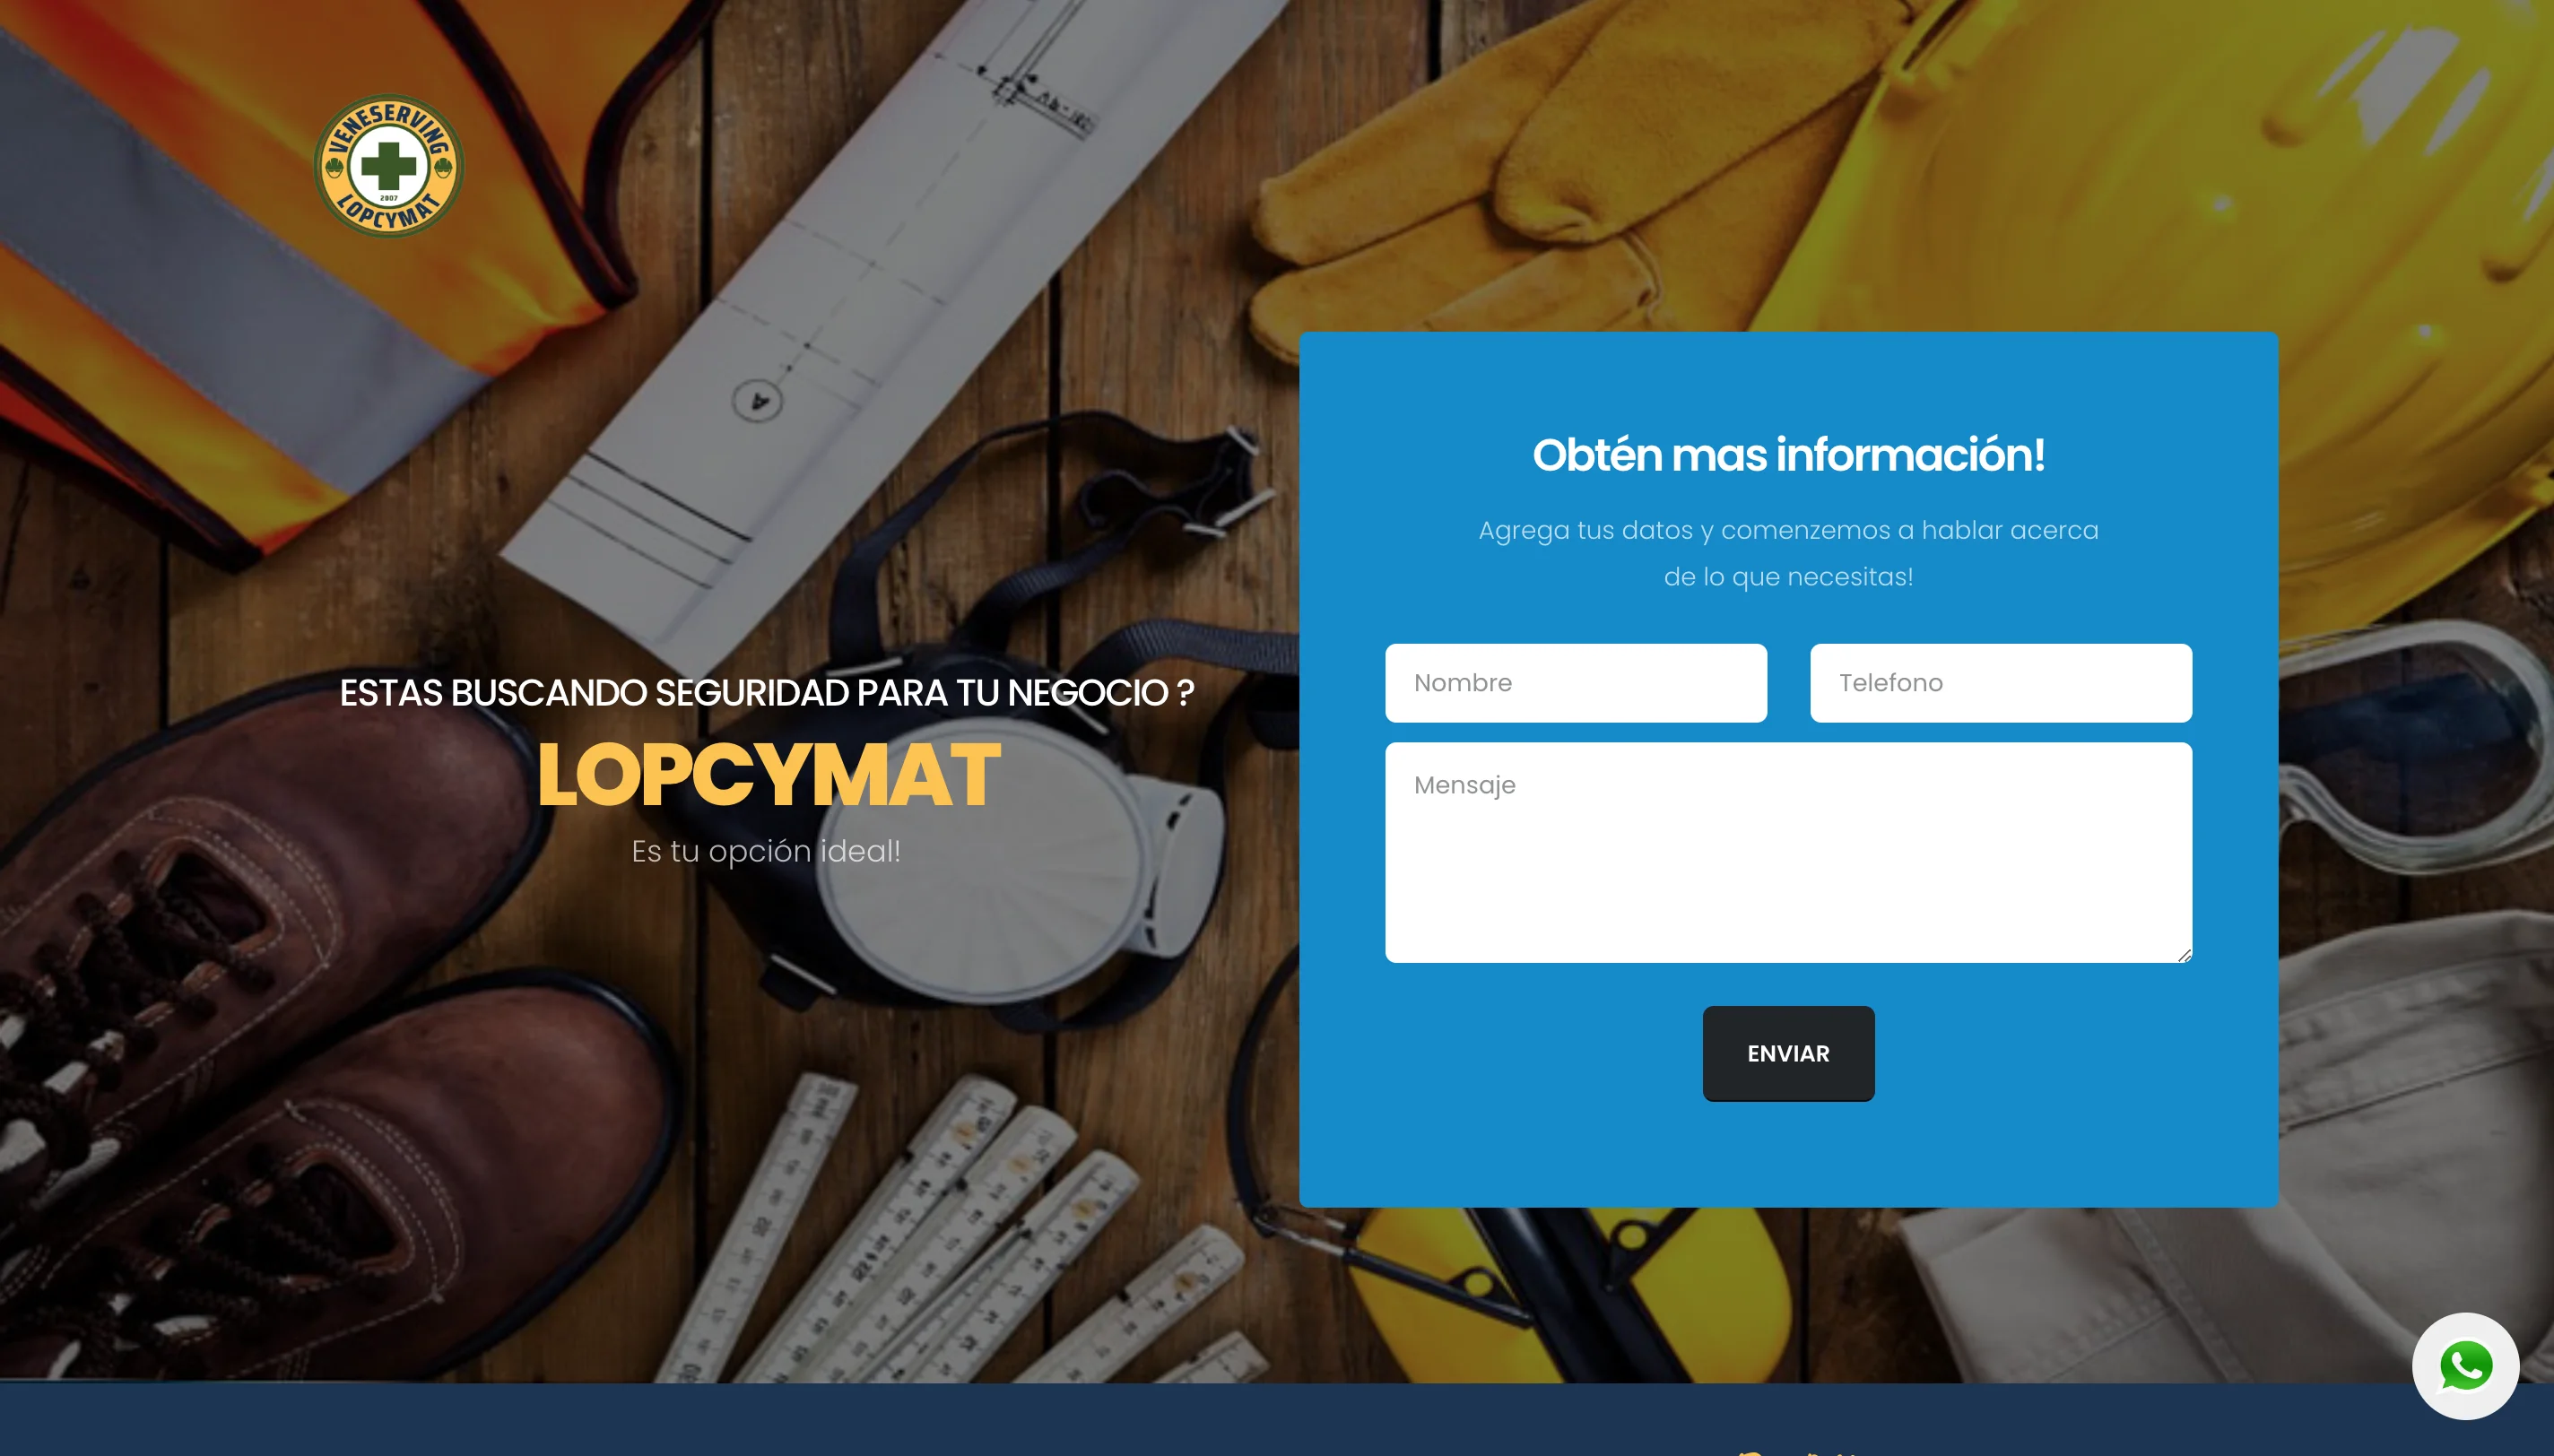 VENESERVING
2007
LOPCYMAT
ESTAS BUSCANDO SEGURIDAD PARA TU NEGOCIO ?
LOPCYMAT
Es tu opción ideal!
Obtén mas información!
Agrega tus datos y comenzemos a hablar acerca
de lo que necesitas!
Nombre
Telefono
Mensaje
ENVIAR
A